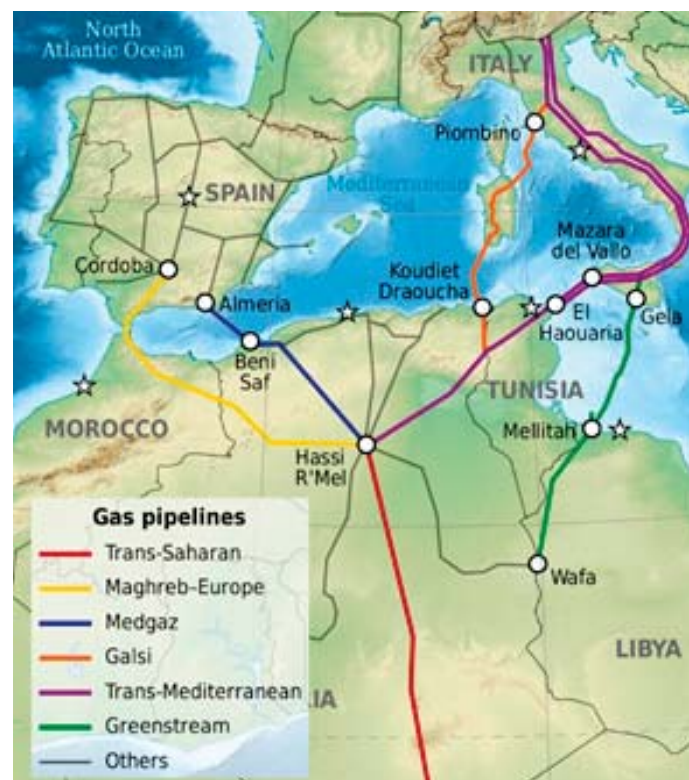 North
Atlantic Ocean
ITALY
Piombino
SPAIN
Mediterranean
Sea
Cordoba
Mazara
del Vallo
Koudiet
Draoucha
Almeria
El
Haouaria
Gela
Beni
Saf
TUNISIA
MOROCCO
Mellitah
Hassi
R'Mel
Gas pipelines
Trans-Saharan
Wafa
Maghreb-Europe
Medgaz
Galsi
LIBYA
Trans-Mediterranean
IA
Greenstream
Others